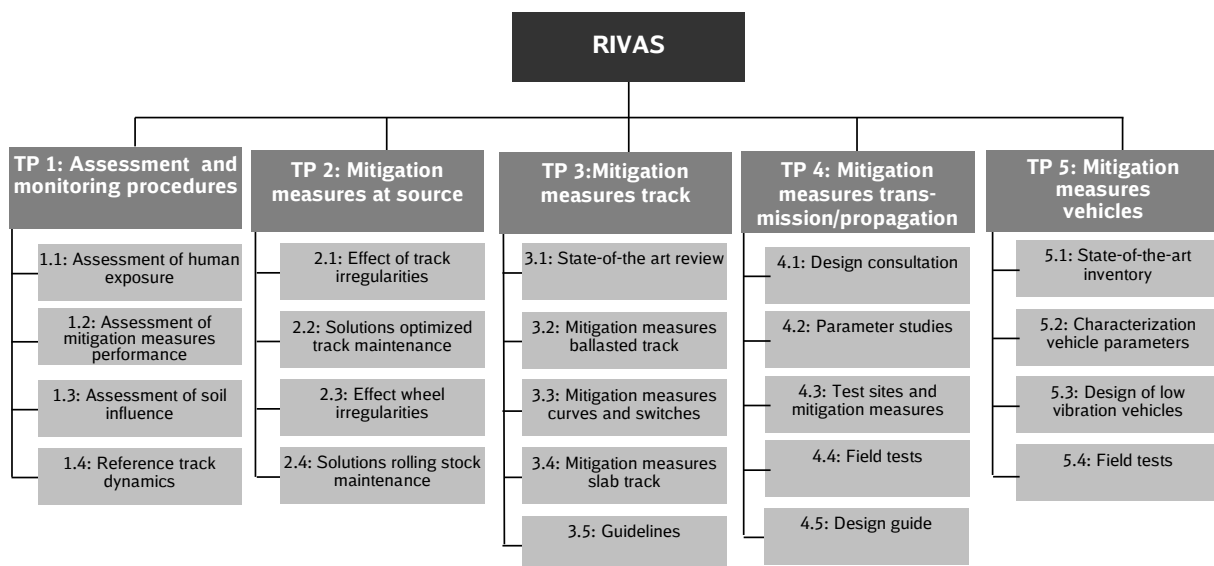 RIVAS
TP 1: Assessment and
monitoring procedures
1.1: Assessment of human
exposure
1.2: Assessment of
mitigation measures
performance
1.3: Assessment of soil
influence
1.4: Reference track
dynamics
TP 2: Mitigation
measures at source
2.1: Effect of track
irregularities
2.2: Solutions optimized
track maintenance
2.3: Effect wheel
irregularities
2.4: Solutions rolling stock
maintenance
TP 3:Mitigation
measures track
3.1: State-of-the art review
3.2: Mitigation measures
ballasted track
3.3: Mitigation measures
curves and switches
3.4: Mitigation measures
slab track
3.5: Guidelines
TP 4: Mitigation
measures trans-
mission/propagation
4.1: Design consultation
4.2: Parameter studies
4.3: Test sites and
mitigation measures
4.4: Field tests
4.5: Design guide
TP 5: Mitigation
measures
vehicles
5.1: State-of-the-art
inventory
5.2: Characterization
vehicle parameters
5.3: Design of low
vibration vehicles
5.4: Field tests